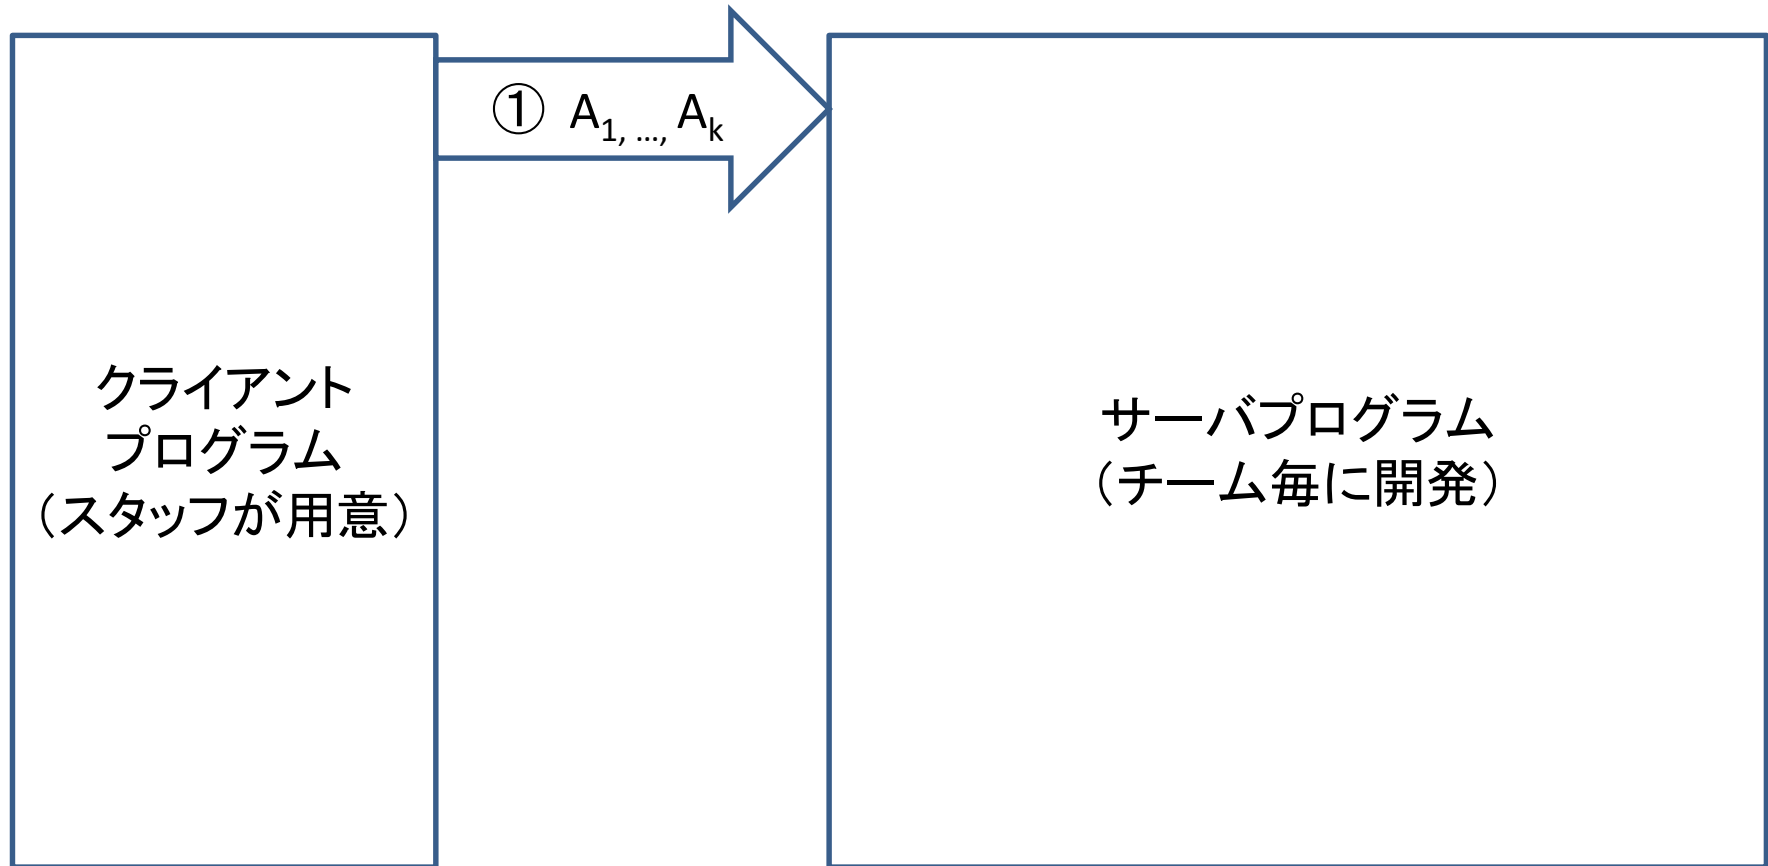 ① A1, …, Ak
クライアント
プログラム
（スタッフが用意）
サーバプログラム
（チーム毎に開発）